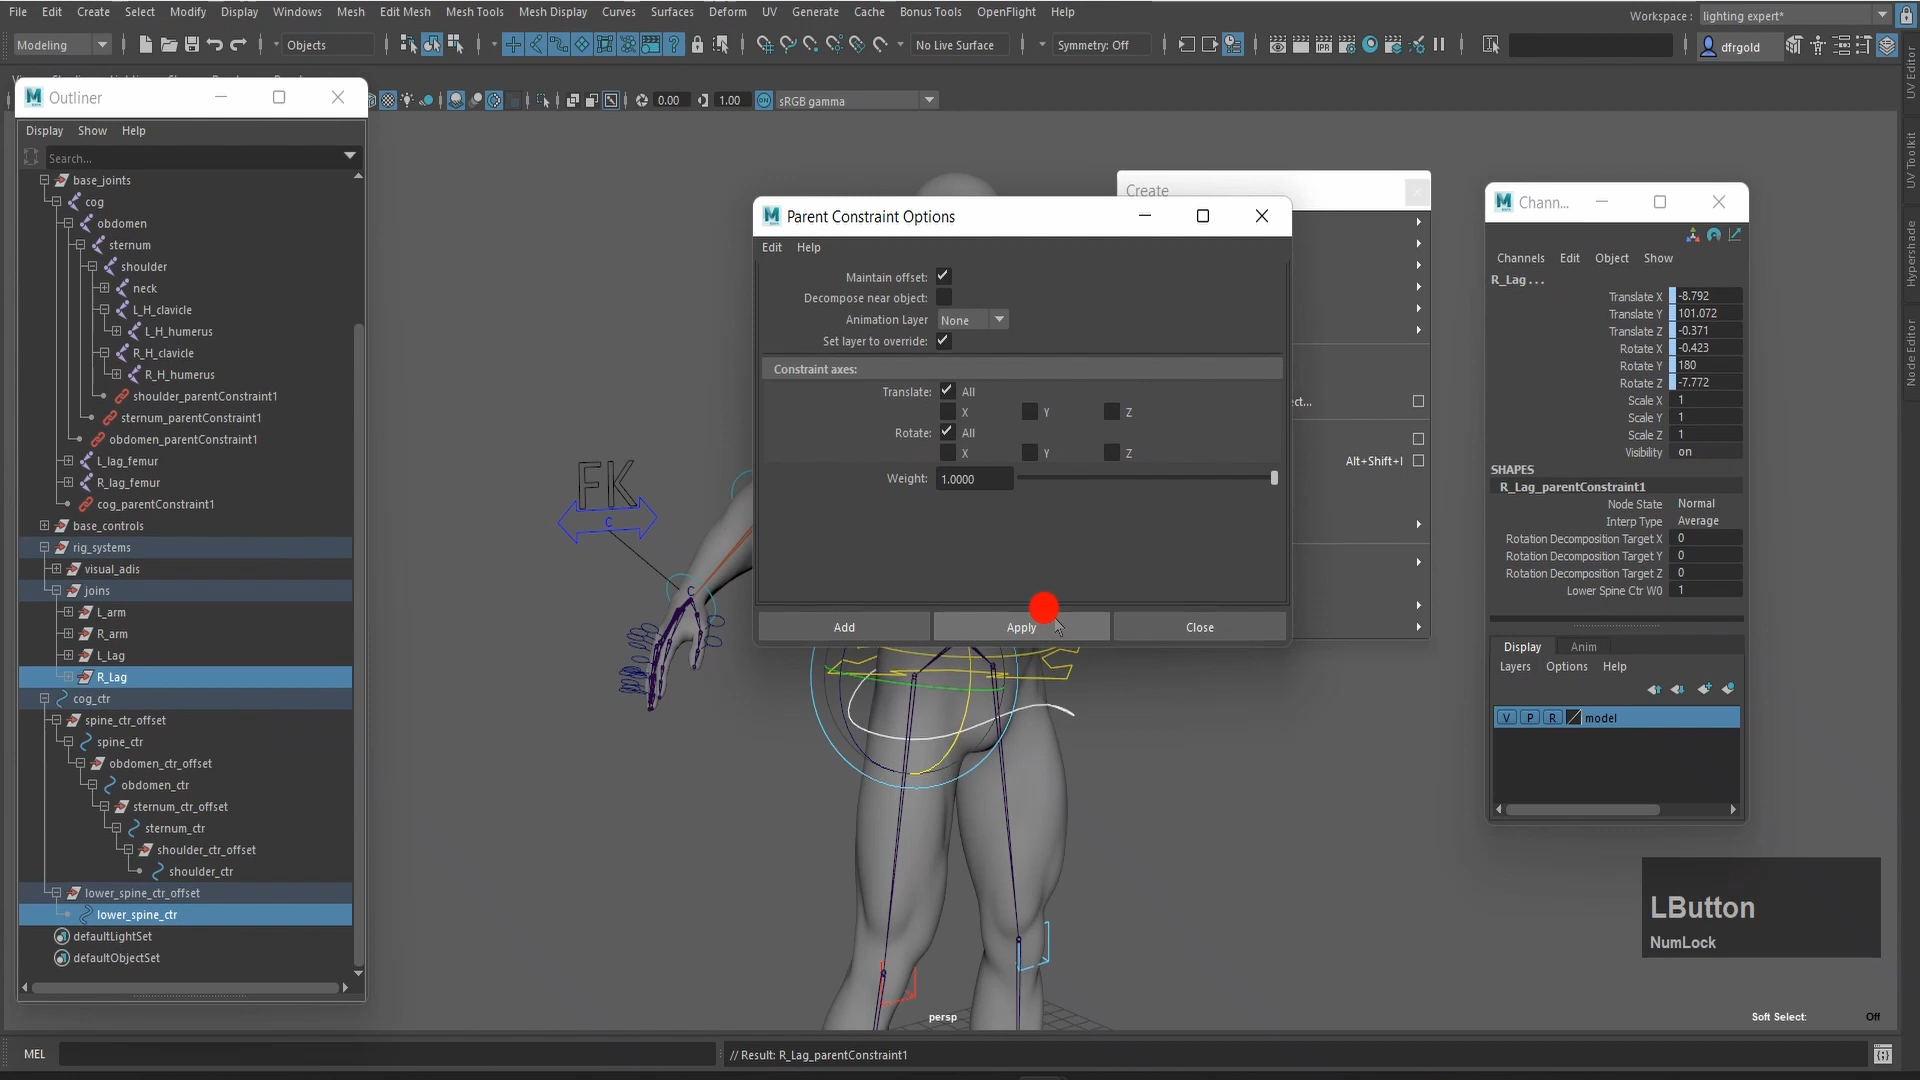 File Edit Create Select Modify Display Windows Mesh Edit Mesh Mesh Tools Mesh Display Curves Surfaces Deform UV Generate Cache Bonus Tools OpenFlight Help
Workspace : lighting expert*
Modeling
Objects
No Live Surface
Symmetry: Off
dfrgold
0.00
1.00
sRGB gamma
Outliner
Display Show Help
Search...
base_joints
cog
obdomen
sternum
shoulder
neck
L_H_clavicle
L_H_humerus
R_H_clavicle
R_H_humerus
shoulder_parentConstraint1
sternum_parentConstraint1
obdomen_parentConstraint1
L_lag_femur
R_lag_femur
cog_parentConstraint1
base_controls
rig_systems
visual_adis
joins
L_arm
R_arm
L_Lag
R_Lag
cog_ctr
spine_ctr_offset
spine_ctr
obdomen_ctr_offset
obdomen_ctr
sternum_ctr_offset
sternum_ctr
shoulder_ctr_offset
shoulder_ctr
lower_spine_ctr_offset
lower_spine_ctr
defaultLightSet
defaultObjectSet
FK
C
C
Create
ct...
Alt+Shift+I
Parent Constraint Options
Edit Help
Maintain offset:
Decompose near object:
Animation Layer None
Set layer to override:
Constraint axes:
Translate: All
X Y Z
Rotate: All
X Y Z
Weight: 1.0000
Add Apply Close
Chann...
Channels Edit Object Show
R_Lag . . .
Translate X -8.792
Translate Y 101.072
Translate Z -0.371
Rotate X -0.423
Rotate Y 180
Rotate Z -7.772
Scale X 1
Scale Y 1
Scale Z 1
Visibility on
SHAPES
R_Lag_parentConstraint1
Node State Normal
Interp Type Average
Rotation Decomposition Target X 0
Rotation Decomposition Target Y 0
Rotation Decomposition Target Z 0
Lower Spine Ctr W0 1
Display Anim
Layers Options Help
V P R model
UV Editor
UV Toolkit
Hypershade
Node Editor
LButton
NumLock
persp
Soft Select: Off
MEL
// Result: R_Lag_parentConstraint1